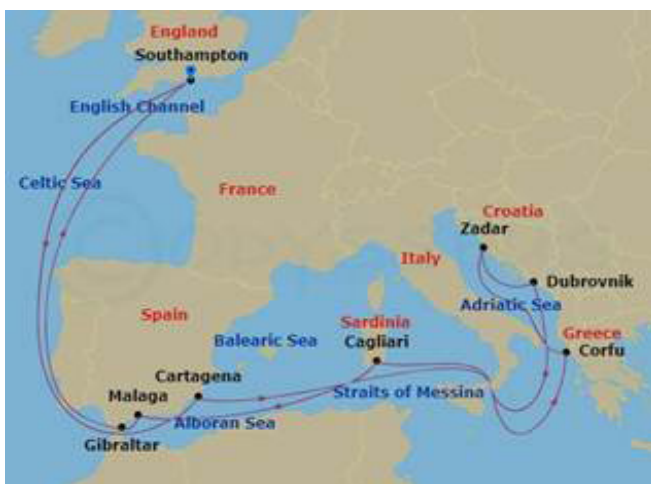 England
Southampton
English Channel
Celtic Sea
France
Croatia
Zadar
Italy
Dubrovnik
Adriatic Sea
Spain
Sardinia
Greece
Balearic Sea
Cagliari
Corfu
Cartagena
Straits of Messina
Malaga
Alboran Sea
Gibraltar